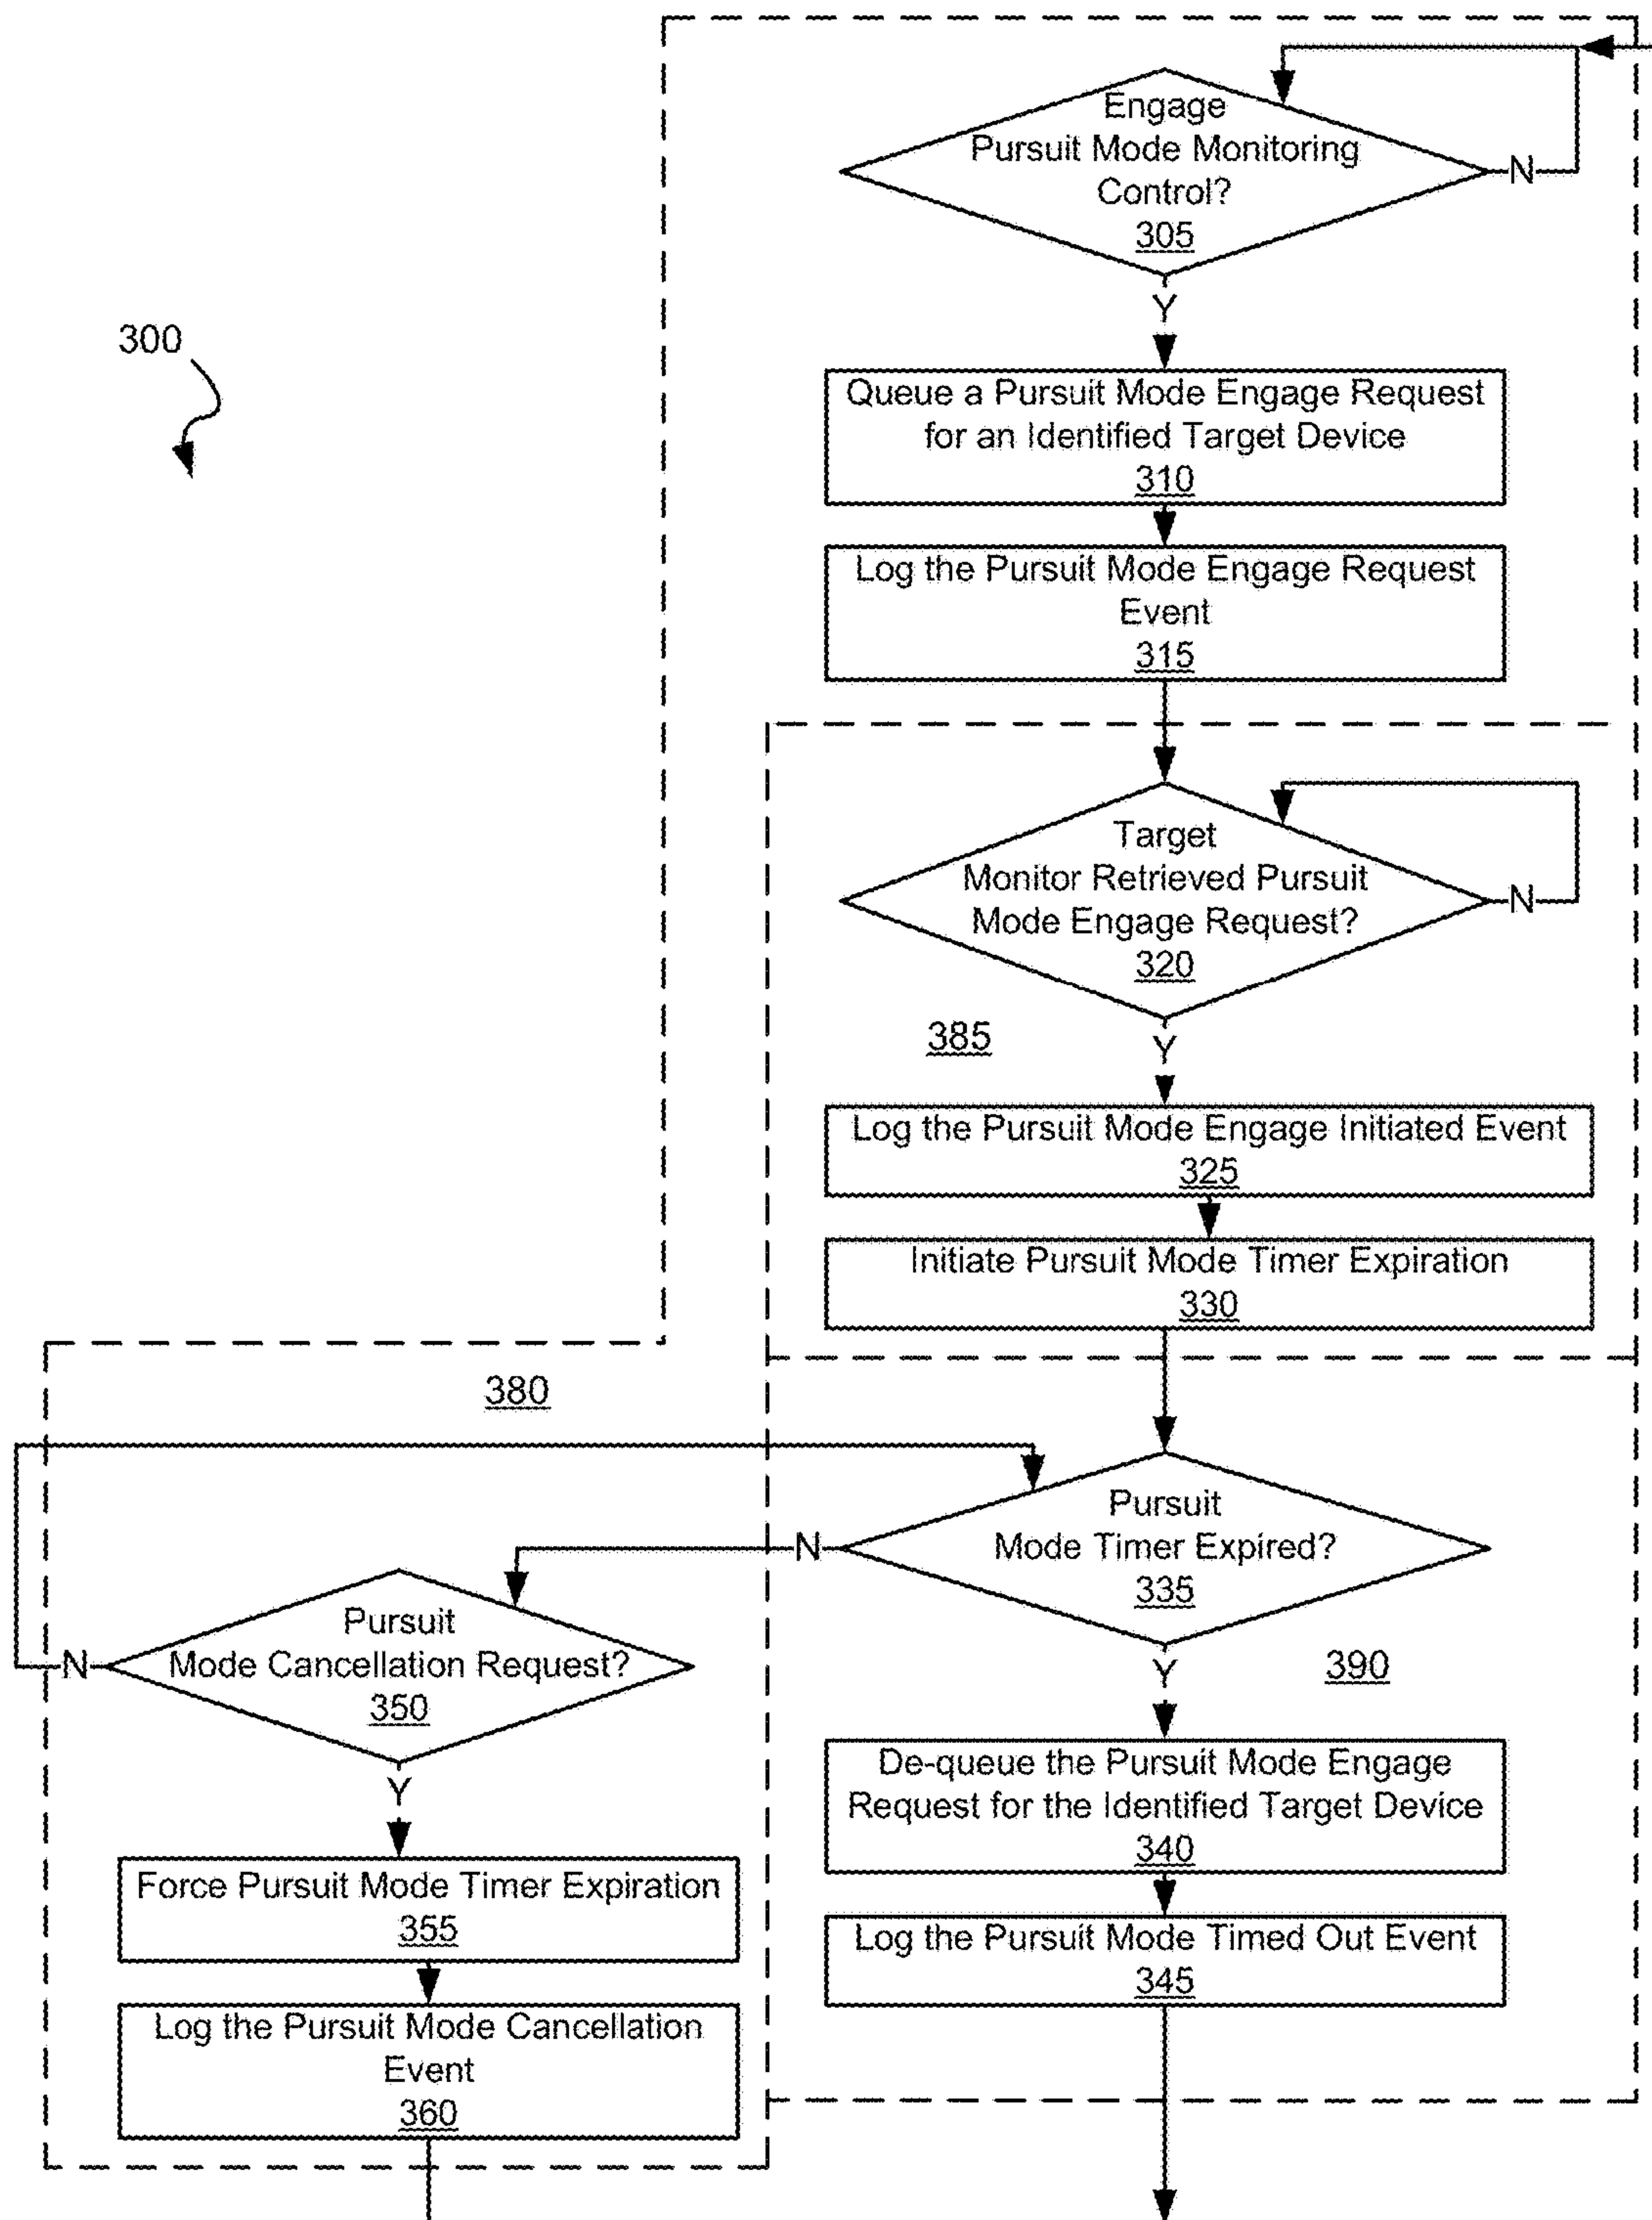 Engage
Pursuit Mode Monitoring
Control?
305
N
Y
300
Queue a Pursuit Mode Engage Request
for an Identified Target Device
310
Log the Pursuit Mode Engage Request
Event
315
Target
Monitor Retrieved Pursuit
Mode Engage Request?
320
N
385
Y
Log the Pursuit Mode Engage Initiated Event
325
Initiate Pursuit Mode Timer Expiration
330
380
Pursuit
Mode Timer Expired?
335
N
Y
390
Pursuit
Mode Cancellation Request?
350
N
Y
De-queue the Pursuit Mode Engage
Request for the Identified Target Device
340
Force Pursuit Mode Timer Expiration
355
Log the Pursuit Mode Timed Out Event
345
Log the Pursuit Mode Cancellation
Event
360